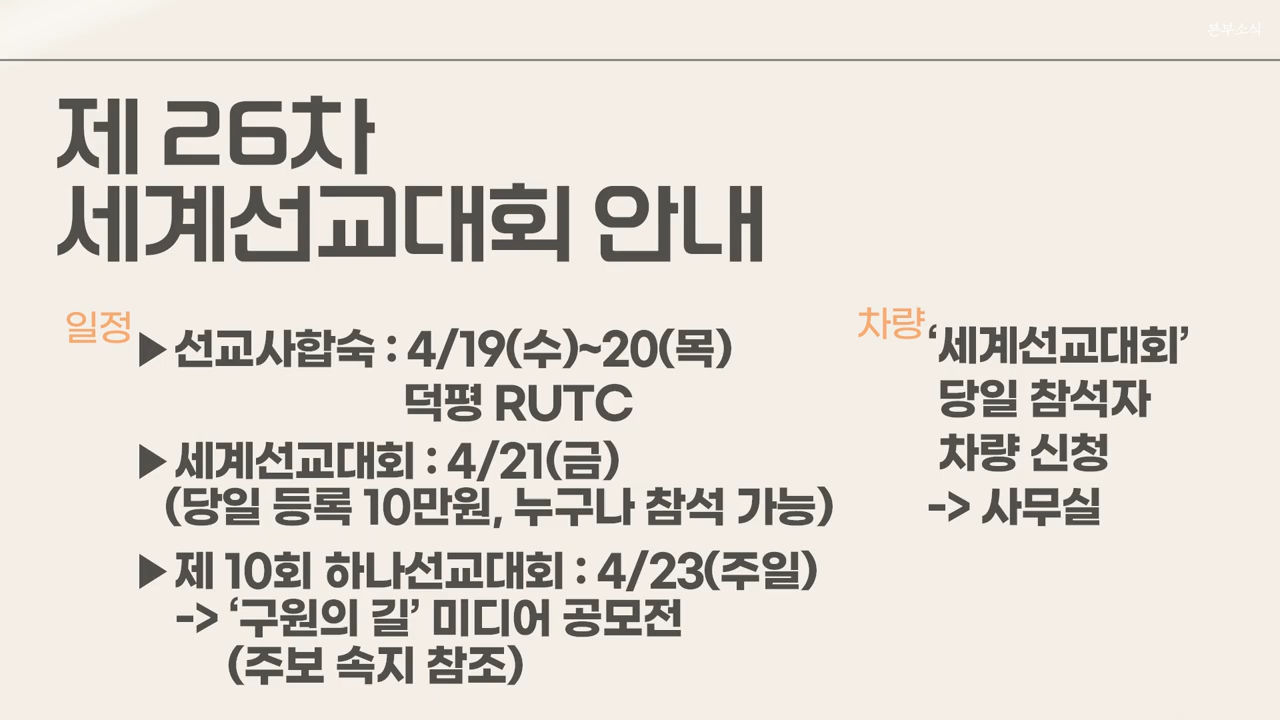 본부소식
제 26차
세계선교대회 안내
일정
▶선교사합숙 : 4/19(수)~20(목)
덕평 RUTC
▶세계선교대회 : 4/21(금)
(당일 등록 10만원, 누구나 참석 가능)
▶제 10회 하나선교대회 : 4/23(주일)
-> ‘구원의 길’ 미디어 공모전
(주보 속지 참조)
차량
‘세계선교대회’
당일 참석자
차량 신청
-> 사무실